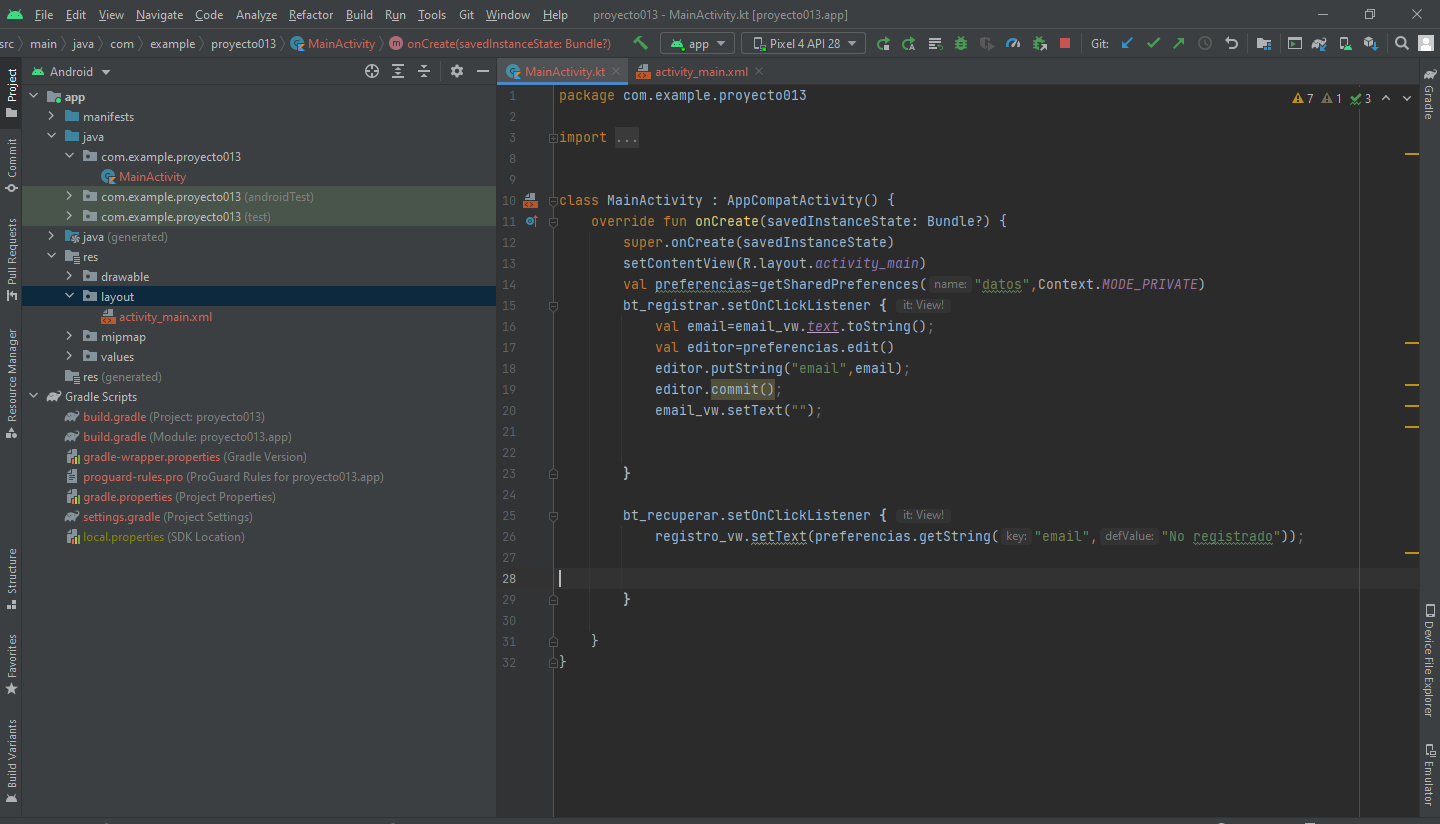 File Edit View Navigate Code Analyze Refactor Build Run Tools Git Window Help proyecto013 - MainActivity.kt [proyecto013.app]
src main java com example proyecto013 MainActivity onCreate(savedInstanceState: Bundle?) app Pixel 4 API 28 Git:
Project
Commit
Pull Requests
Resource Manager
Structure
Favorites
Build Variants
Android
app
manifests
java
com.example.proyecto013
MainActivity
com.example.proyecto013 (androidTest)
com.example.proyecto013 (test)
java (generated)
res
drawable
layout
activity_main.xml
mipmap
values
res (generated)
Gradle Scripts
build.gradle (Project: proyecto013)
build.gradle (Module: proyecto013.app)
gradle-wrapper.properties (Gradle Version)
proguard-rules.pro (ProGuard Rules for proyecto013.app)
gradle.properties (Project Properties)
settings.gradle (Project Settings)
local.properties (SDK Location)
MainActivity.kt activity_main.xml
7 1 3
1 package com.example.proyecto013
2
3 import ...
8
9
10 class MainActivity : AppCompatActivity() {
11 override fun onCreate(savedInstanceState: Bundle?) {
12 super.onCreate(savedInstanceState)
13 setContentView(R.layout.activity_main)
14 val preferencias=getSharedPreferences( name: "datos",Context.MODE_PRIVATE)
15 bt_registrar.setOnClickListener { it: View!
16 val email=email_vw.text.toString();
17 val editor=preferencias.edit()
18 editor.putString("email",email);
19 editor.commit();
20 email_vw.setText("");
21
22
23 }
24
25 bt_recuperar.setOnClickListener { it: View!
26 registro_vw.setText(preferencias.getString( key: "email", defValue: "No registrado"));
27
28
29 }
30
31 }
32 }
Gradle
Device File Explorer
Emulator